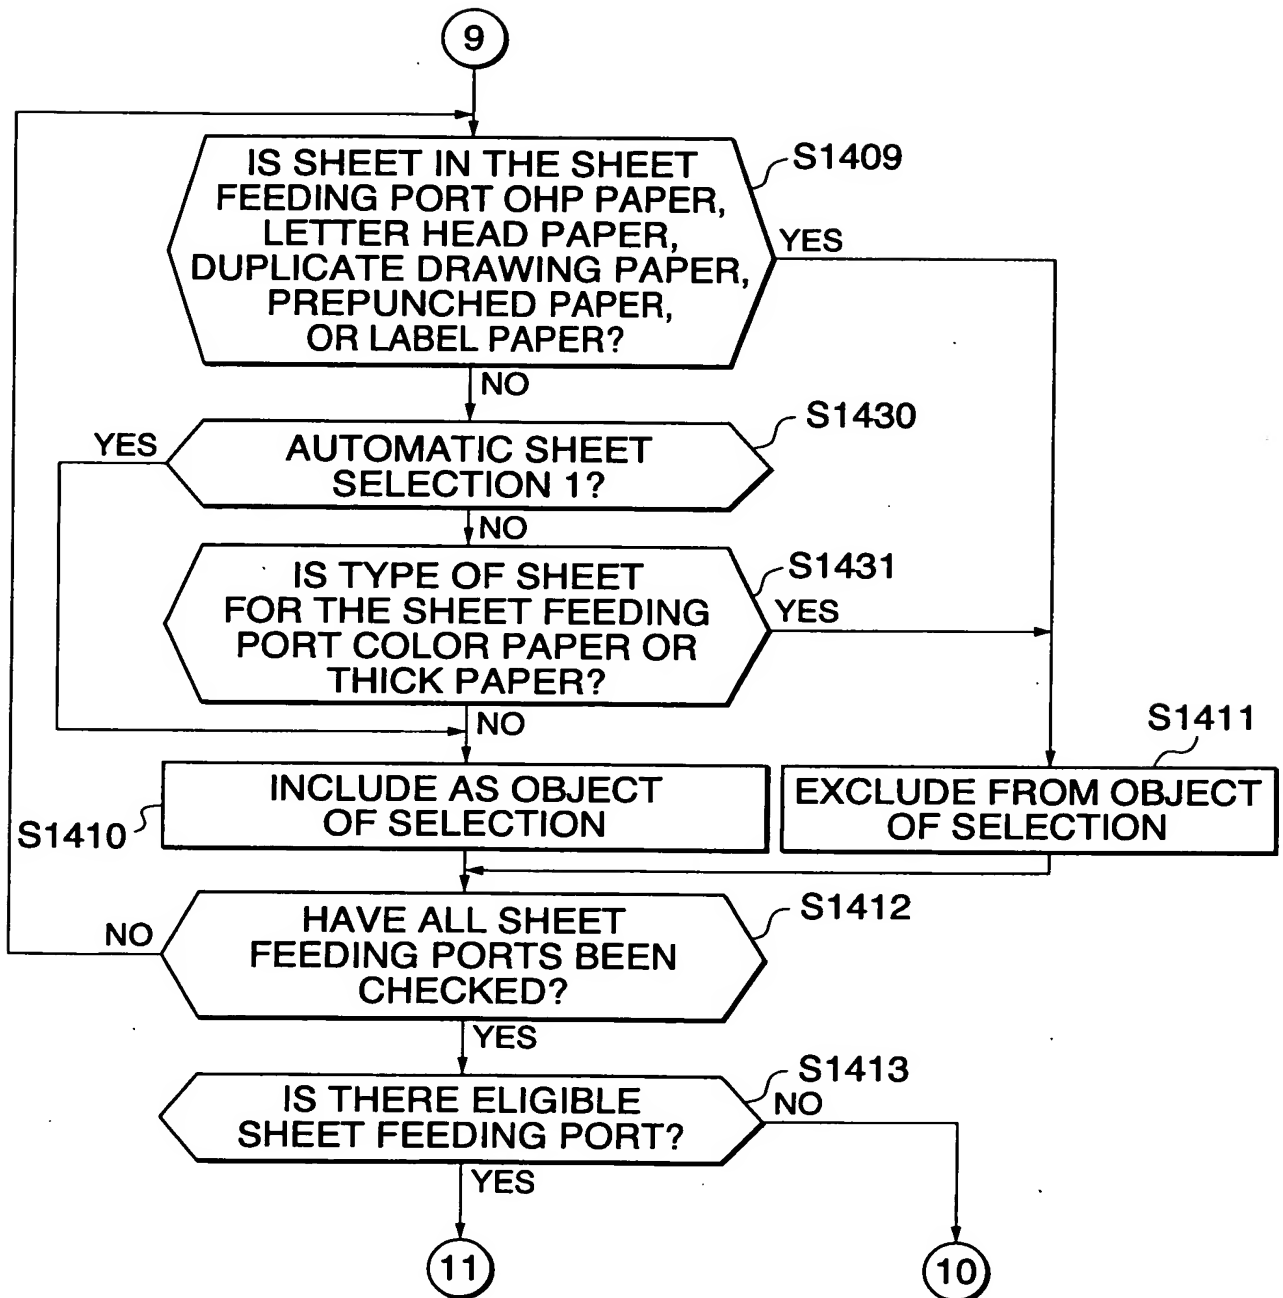 9
IS SHEET IN THE SHEET
FEEDING PORT OHP PAPER,
LETTER HEAD PAPER,
DUPLICATE DRAWING PAPER,
PREPUNCHED PAPER,
OR LABEL PAPER?
S1409
YES
NO
S1430
YES
AUTOMATIC SHEET
SELECTION 1?
NO
S1431
IS TYPE OF SHEET
FOR THE SHEET FEEDING
PORT COLOR PAPER OR
THICK PAPER?
YES
NO
S1411
INCLUDE AS OBJECT
OF SELECTION
S1410
EXCLUDE FROM OBJECT
OF SELECTION
S1412
HAVE ALL SHEET
FEEDING PORTS BEEN
CHECKED?
NO
YES
S1413
IS THERE ELIGIBLE
SHEET FEEDING PORT?
NO
YES
11
10